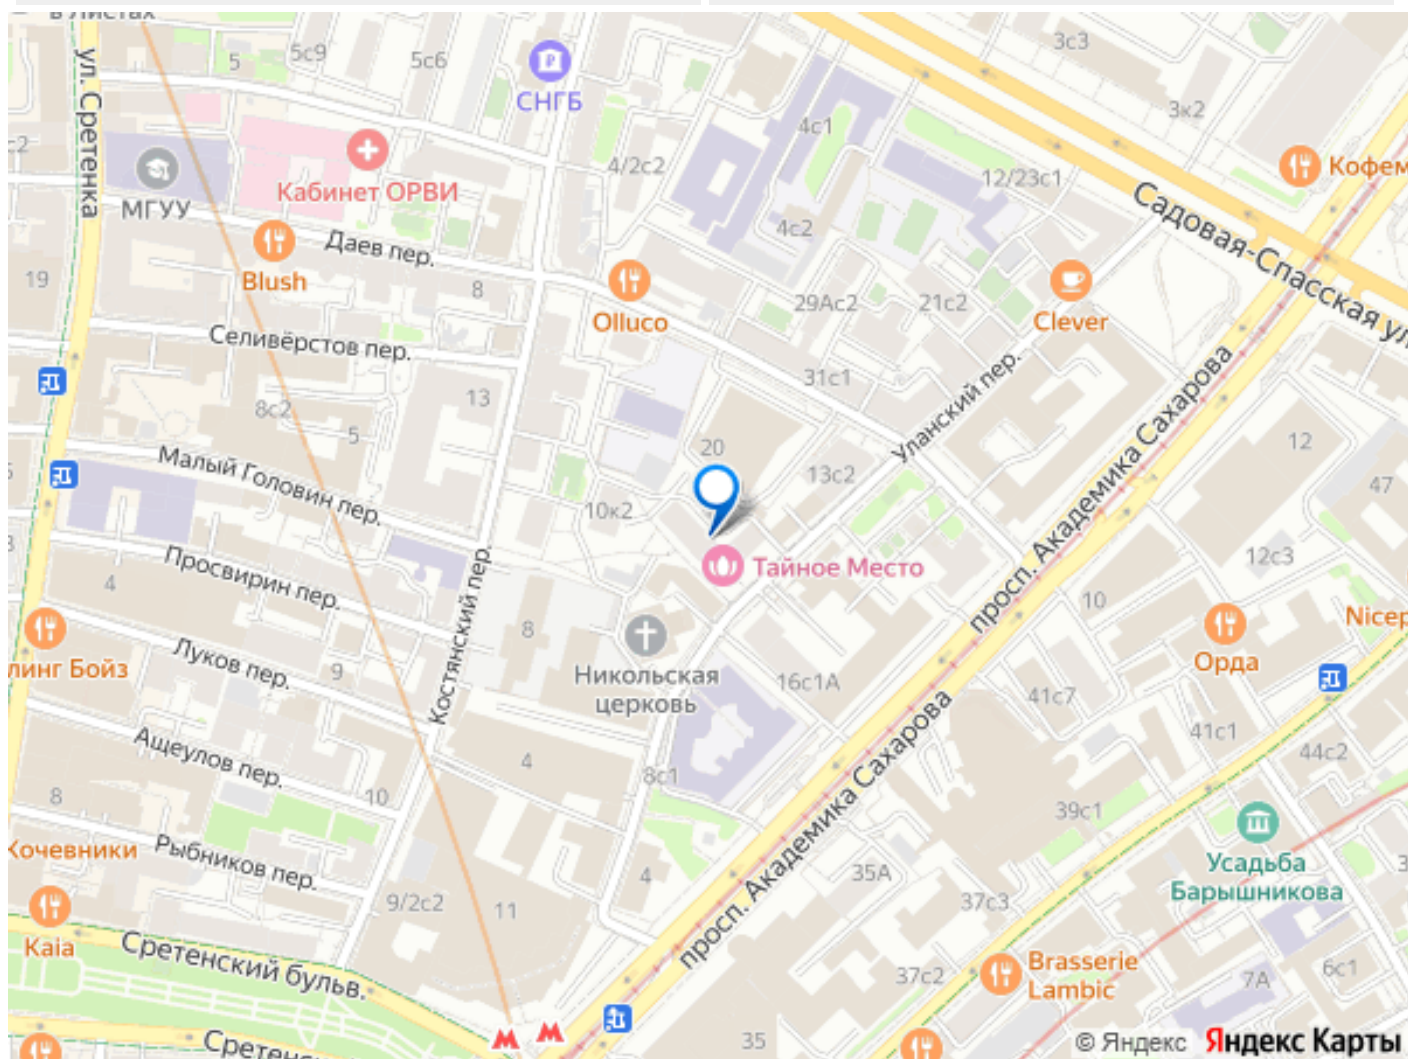 в Листах
5с9
5
5с6
СНГБ
3с3
3к2
4с1
4/2с2
12/23с1
Кофем
ул. Сретенка
Кабинет ОРВИ
МГУУ
Садовая-Спасская ул.
4с2
Даев пер.
Blush
19
8
Olluco
29Ас2
21с2
Clever
Селивёрстов пер.
31с1
Уланский пер.
просп. Академика Сахарова
13
8с2
5
20
12
Малый Головин пер.
13с2
47
10к2
Просвирин пер.
4
Тайное Место
12с3
10
Костянский пер.
8
Никольская
церковь
Nicep
линг Бойз
Луков пер.
9
Орда
16с1А
41с7
просп. Академика Сахарова
41с1
44с2
Ащеулов пер.
4
8с1
8
10
39с1
Кочевники
Рыбников пер.
Усадьба
Барышникова
4
35А
9/2с2
11
37с3
просп. Академика Сахарова
Kaia
Сретенский бульв.
37с2
Brasserie
Lambic
7А
6с1
35
Сретенс
© Яндекс
Яндекс Карты